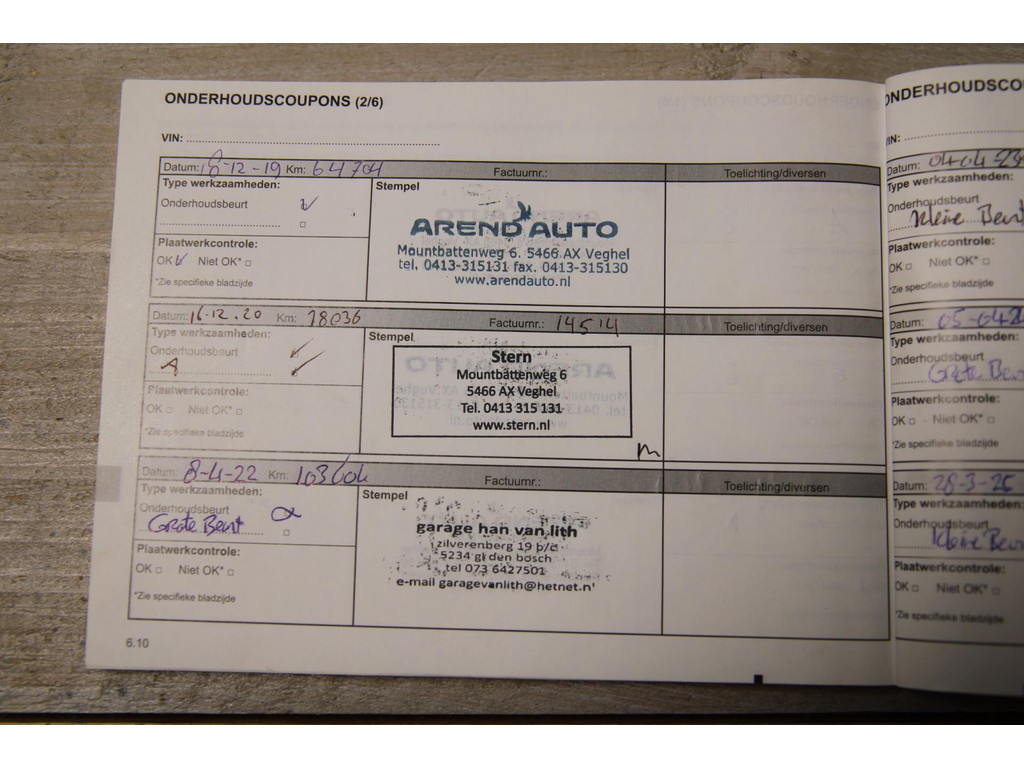 ONDERHOUDSCOUPONS (2/6)
VIN:
Datum: 18-12-19 Km: 64704 Factuurnr.: Toelichting/diversen
Type werkzaamheden:
Stempel
Onderhoudsbeurt
Plaatwerkcontrole:
OK Niet OK*
*Zie specifieke bladzijde
AREND AUTO
Mountbattenweg 6. 5466 AX Veghel
tel. 0413-315131 fax. 0413-315130
www.arendauto.nl
Datum: 16.12.20 Km: 78036 Factuurnr.: 14514 Toelichting/diversen
Type werkzaamheden:
Stempel
Onderhoudsbeurt
A
Plaatwerkcontrole:
OK Niet OK*
*Zie specifieke bladzijde
Stern
Mountbattenweg 6
5466 AX Veghel
Tel. 0413 315 131
www.stern.nl
Datum: 8-4-22 Km: 103604 Factuurnr.: Toelichting/diversen
Type werkzaamheden:
Stempel
Onderhoudsbeurt
Grote Beurt
Plaatwerkcontrole:
OK Niet OK*
*Zie specifieke bladzijde
garage han van lith
zilverenberg 19 b/c
5234 gl den bosch
tel 073 6427501
e-mail garagevanlith@hetnet.n'
6.10
ONDERHOUDSCO
VIN:
Datum: 04-04-23
Type werkzaamheden:
Onderhoudsbeurt
Kleine Beurt
Plaatwerkcontrole:
OK Niet OK*
*Zie specifieke bladzijde
Datum: 05-042
Type werkzaamheden:
Onderhoudsbeurt
Grote Beu
Plaatwerkcontrole:
OK Niet OK*
*Zie specifieke bladzijde
Datum: 28-3-25
Type werkzaamheden:
Onderhoudsbeurt
Kleine Beur
Plaatwerkcontrole:
OK Niet OK*
*Zie specifieke bladzijde